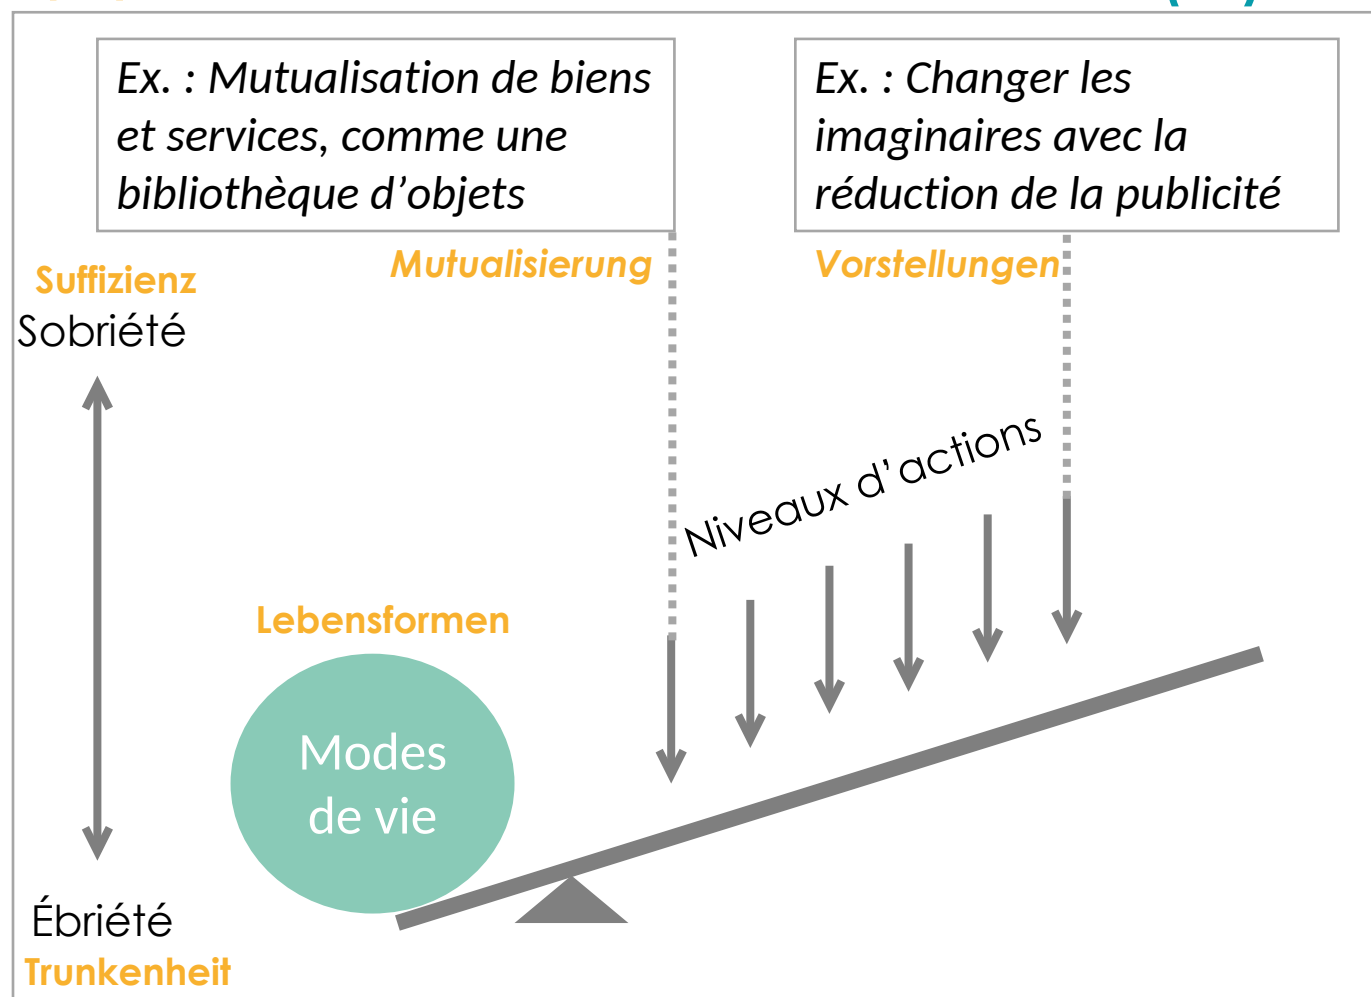 Ex. : Mutualisation de biens
et services, comme une
bibliothèque d’objets
Ex. : Changer les
imaginaires avec la
réduction de la publicité
Mutualisierung
Vorstellungen
Suffizienz
Sobriété
Niveaux d’actions
Lebensformen
Modes
de vie
Ébriété
Trunkenheit